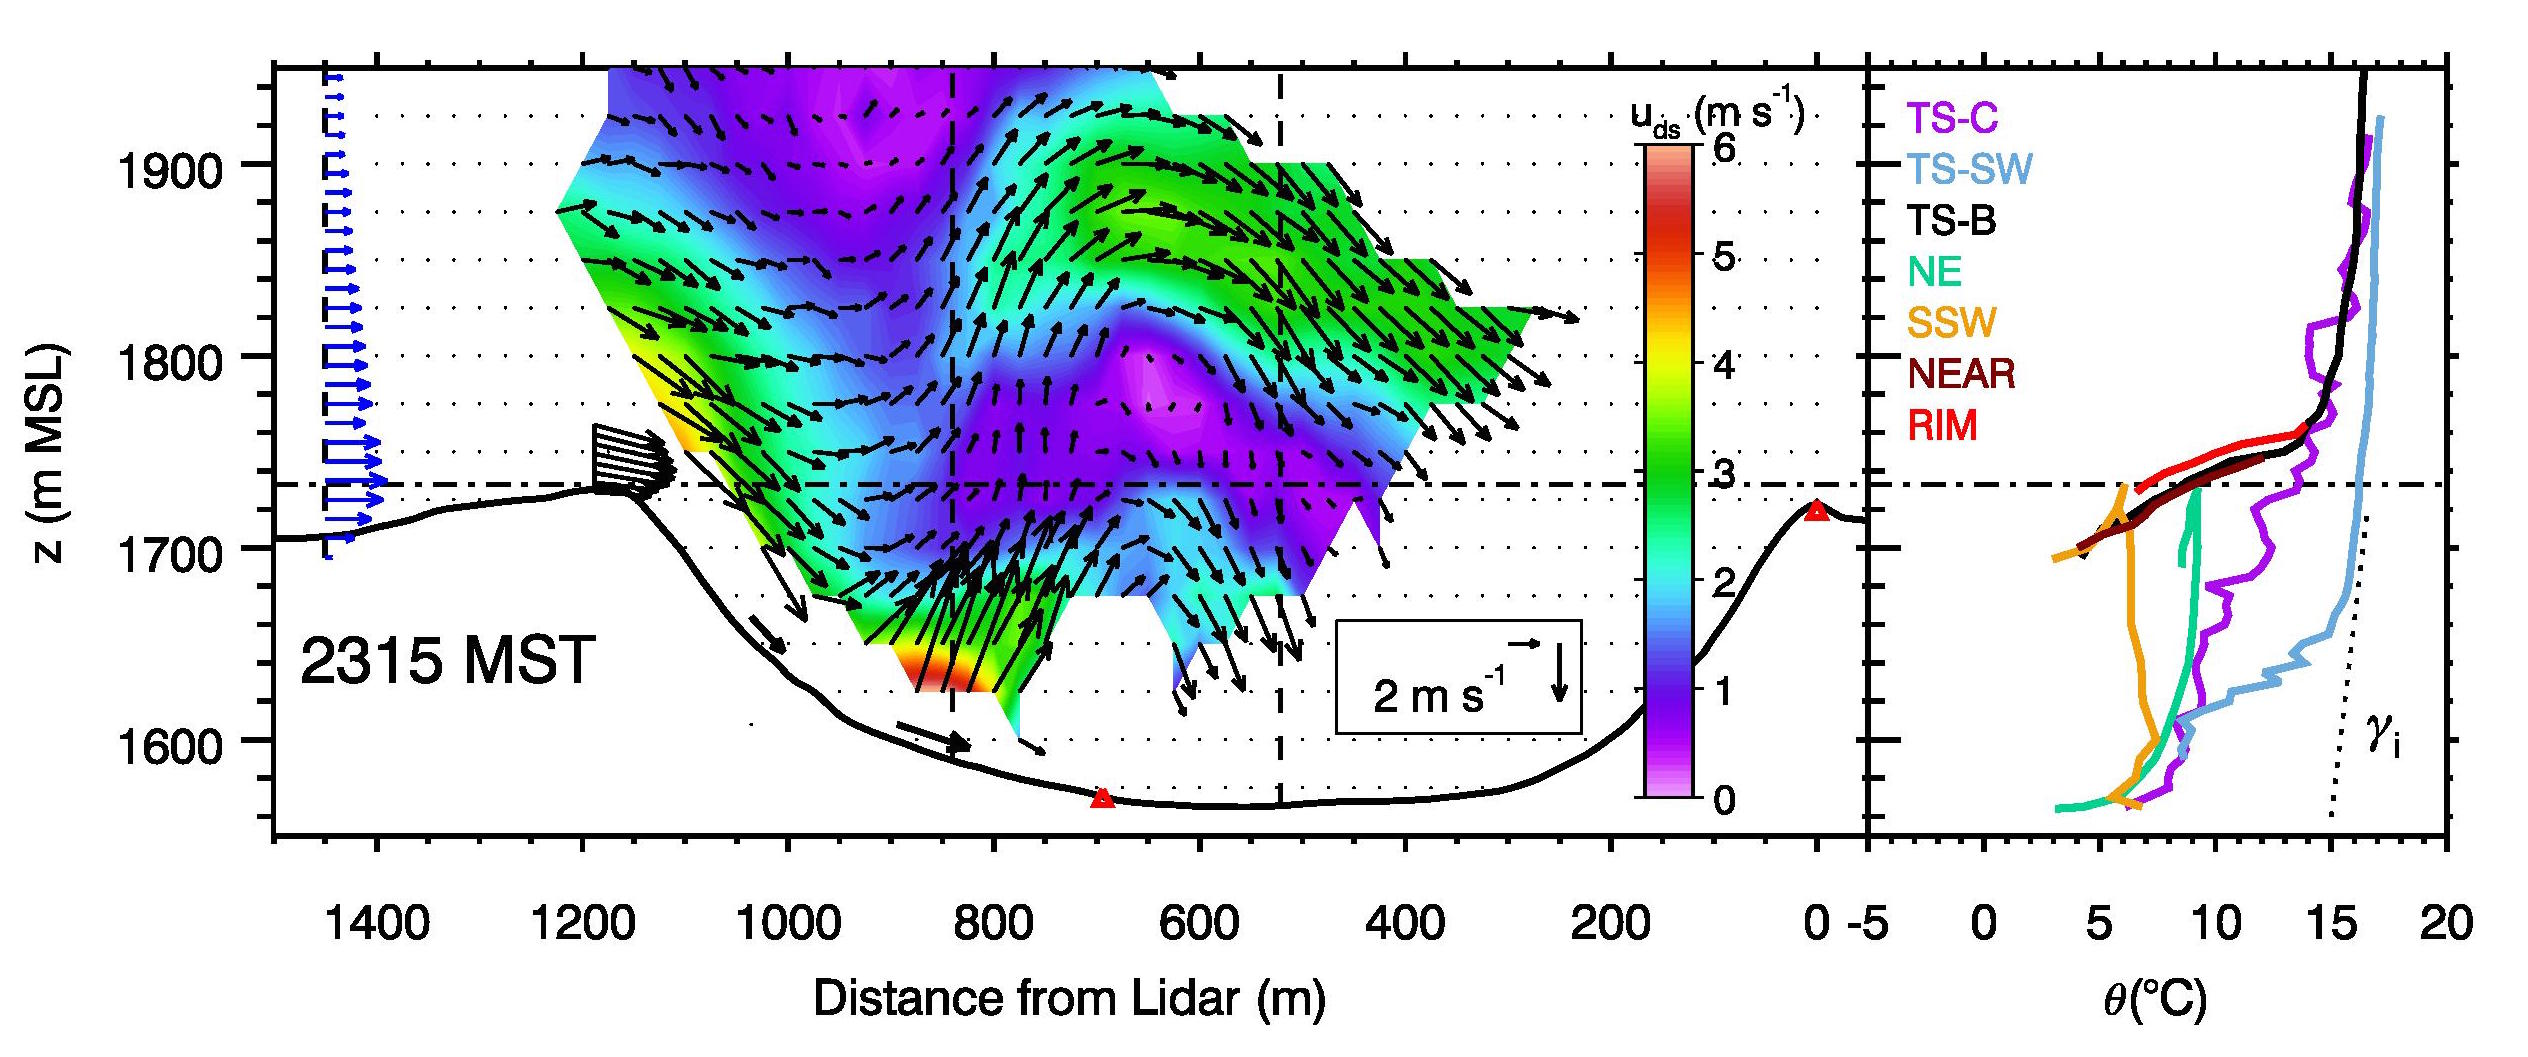 u_ds (m s^-1)
6
5
4
3
2
1
0
TS-C
TS-SW
TS-B
NE
SSW
NEAR
RIM
1900
1800
1700
1600
z (m MSL)
2315 MST
2 m s^-1
γ_i
1400 1200 1000 800 600 400 200 0
-5 0 5 10 15 20
Distance from Lidar (m)
θ(°C)